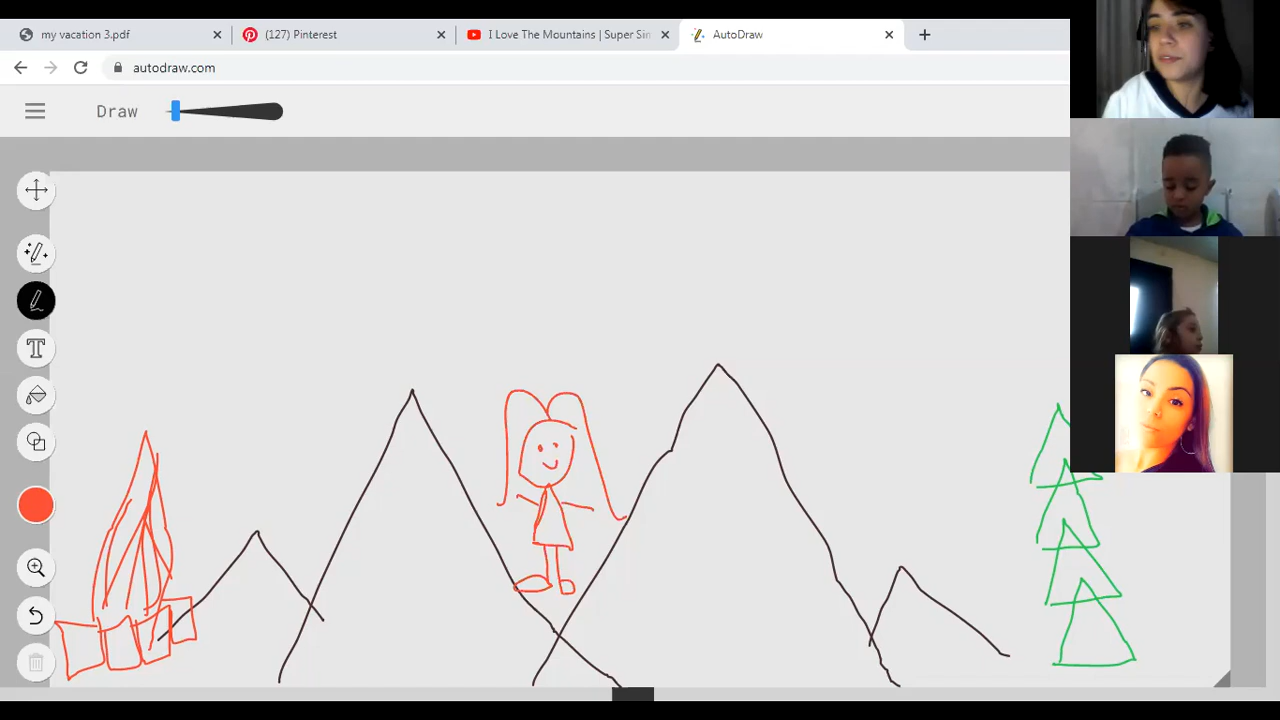 my vacation 3.pdf
(127) Pinterest
I Love The Mountains | Super Sin
AutoDraw
autodraw.com
Draw
T